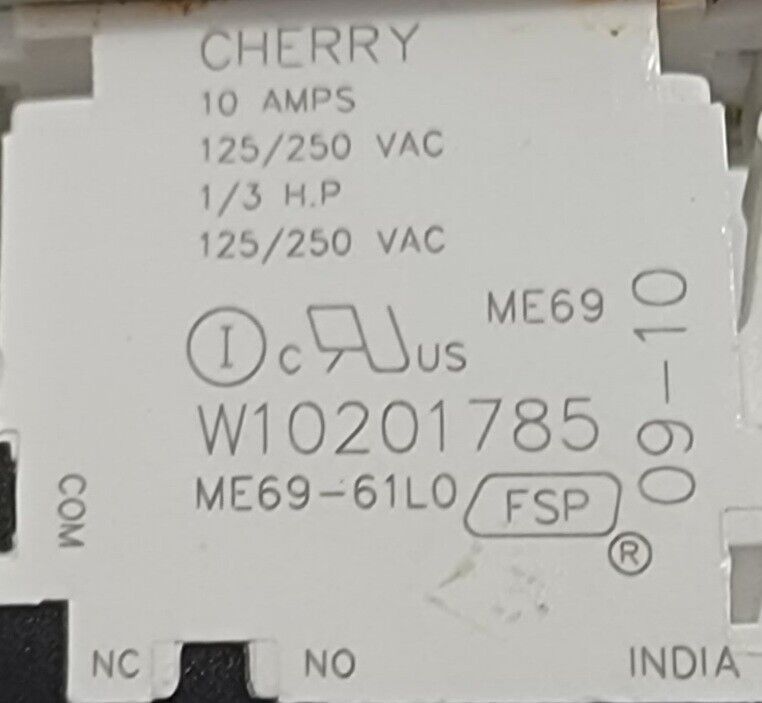 CHERRY
10 AMPS
125/250 VAC
1/3 H.P
125/250 VAC
ME69
I
C US
W10201785
ME69-61L0
FSP
®
09-10
COM
NC
NO
INDIA